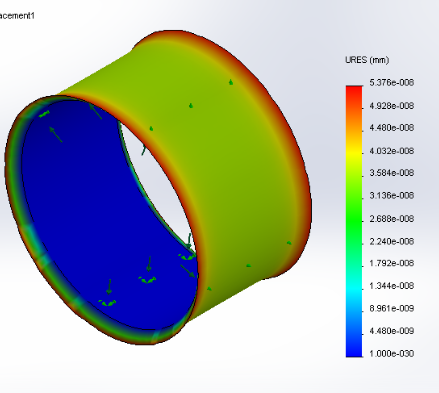 acement1
URES (mm)
5.376e-008
4.928e-008
4.480e-008
4.032e-008
3.584e-008
3.136e-008
2.688e-008
2.240e-008
1.792e-008
1.344e-008
8.961e-009
4.480e-009
1.000e-030